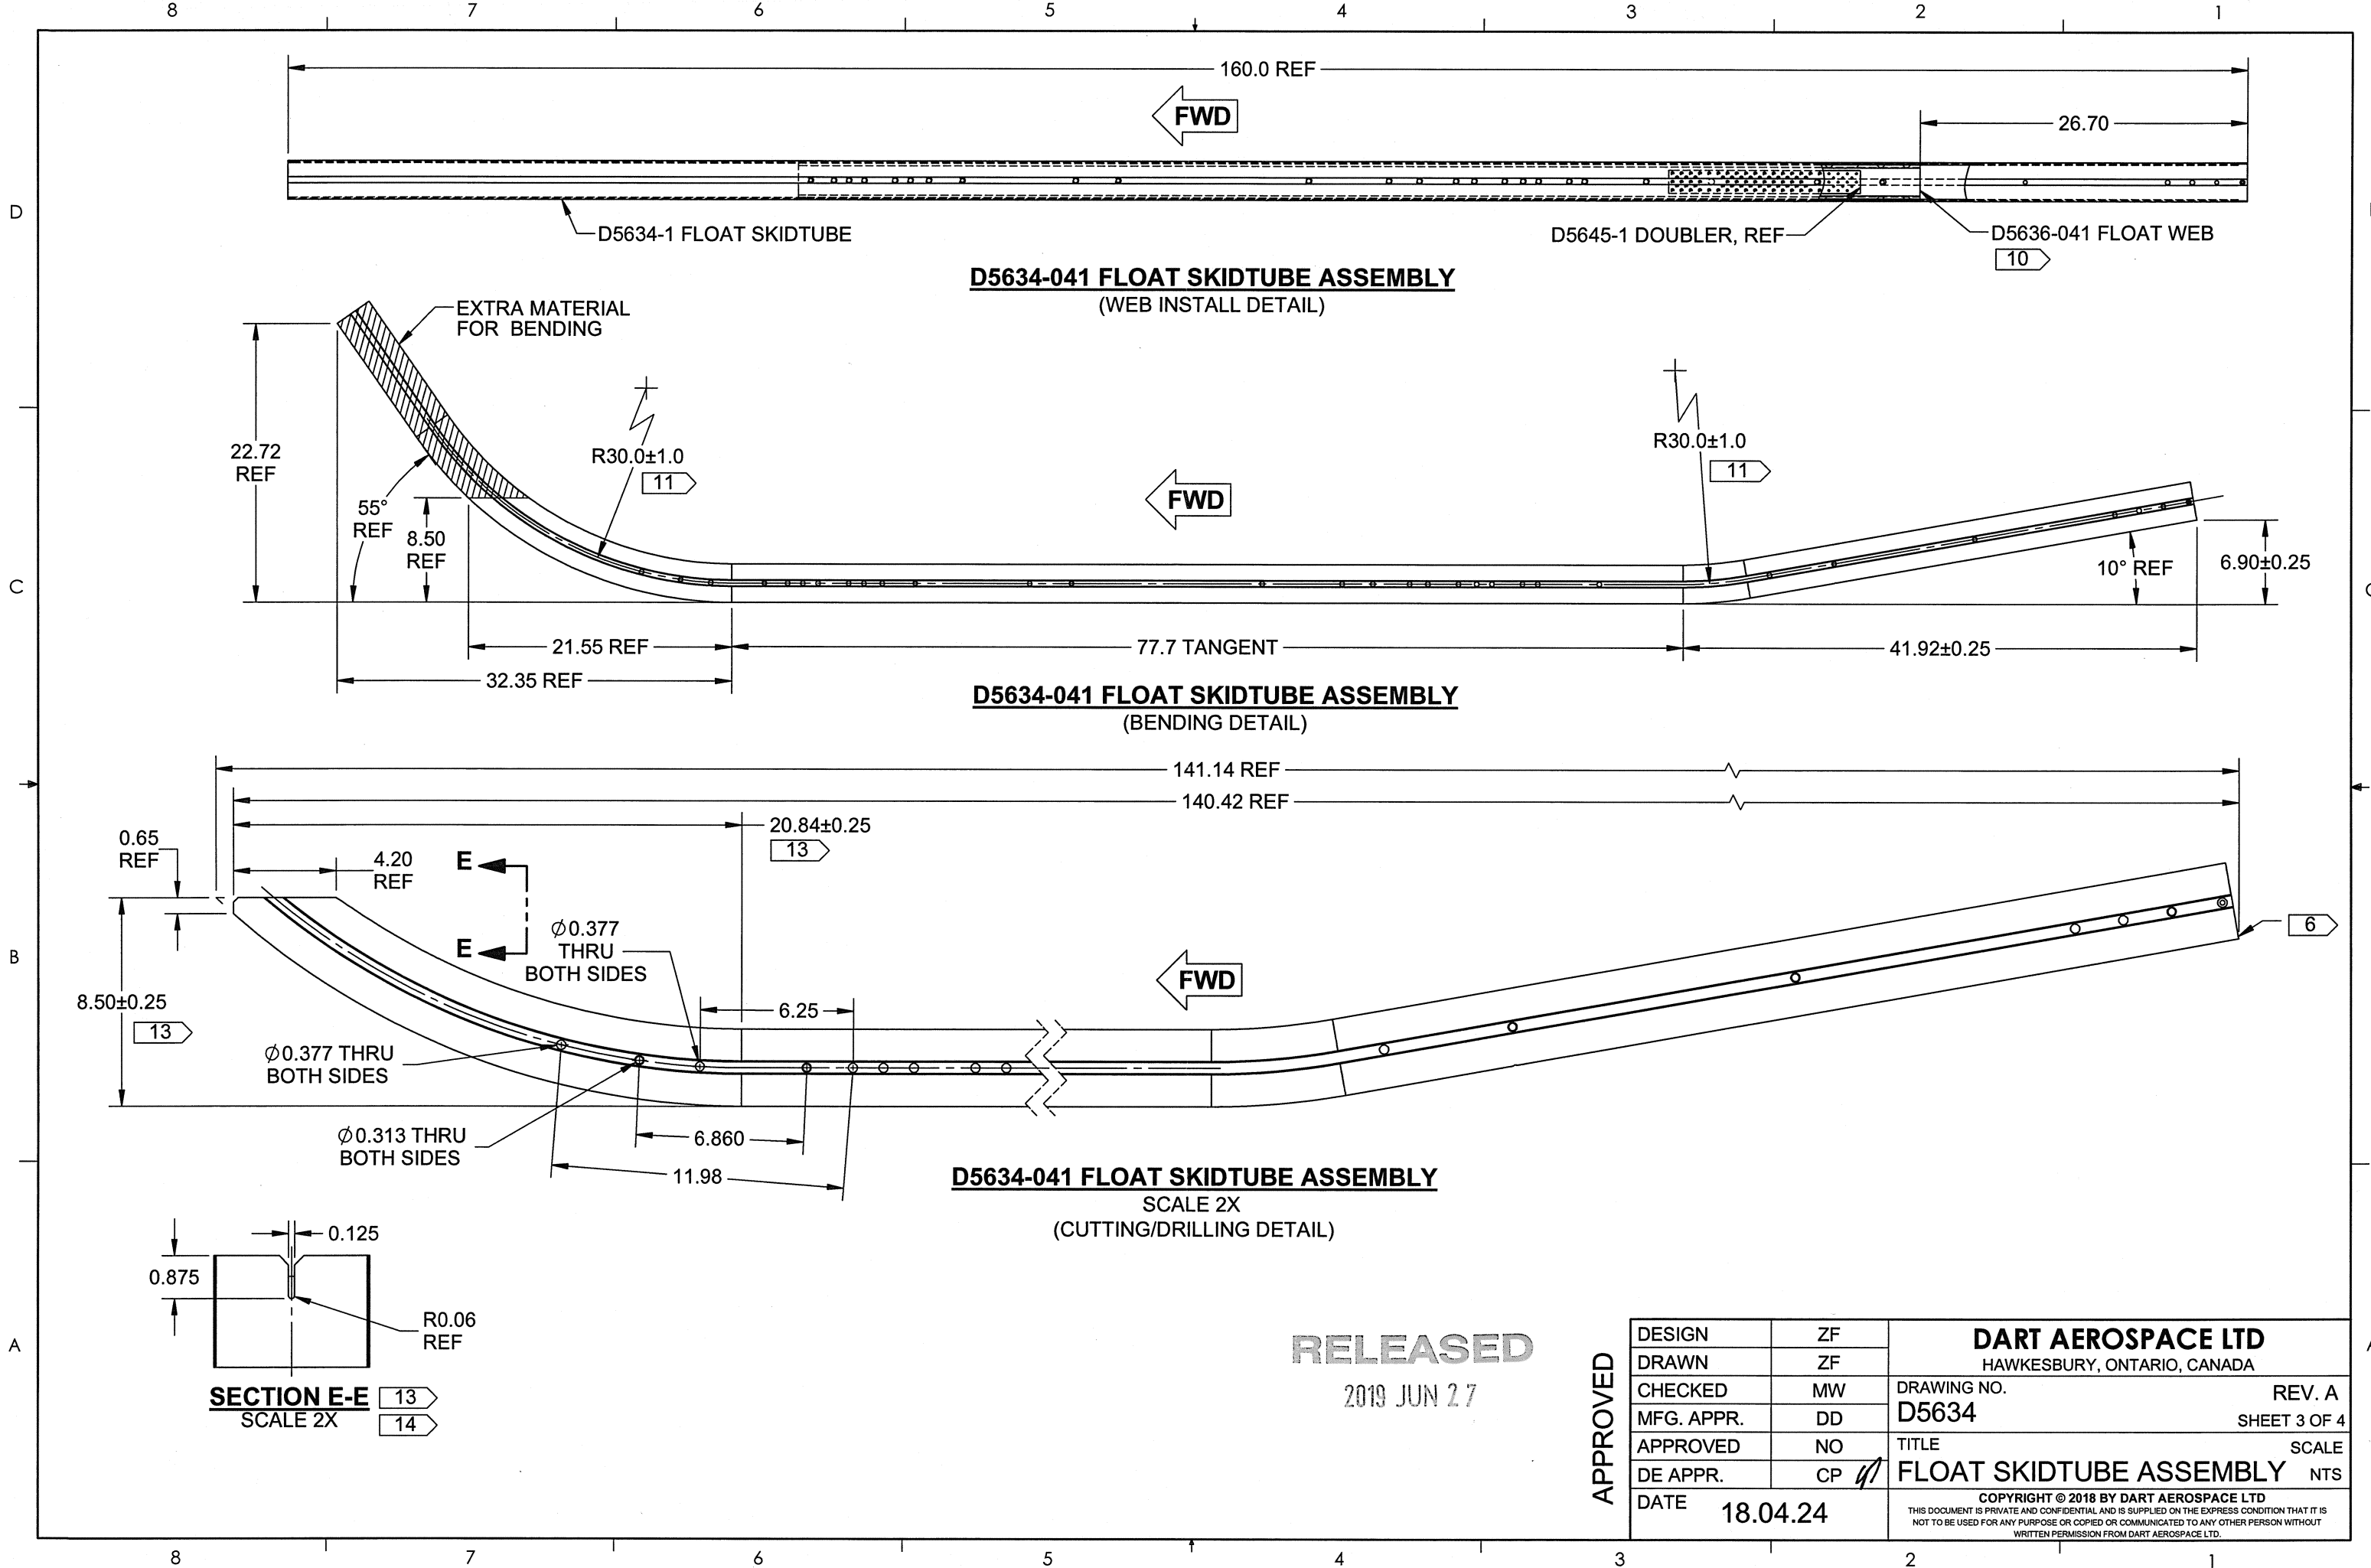 8 7 6 5 4 3 2 1
160.0 REF
FWD
26.70
D
D5634-1 FLOAT SKIDTUBE
D5645-1 DOUBLER, REF
D5636-041 FLOAT WEB
10
D5634-041 FLOAT SKIDTUBE ASSEMBLY
(WEB INSTALL DETAIL)
EXTRA MATERIAL
FOR BENDING
22.72
REF
55°
REF
8.50
REF
R30.0±1.0
11
FWD
R30.0±1.0
11
10° REF
6.90±0.25
C
21.55 REF
77.7 TANGENT
41.92±0.25
32.35 REF
D5634-041 FLOAT SKIDTUBE ASSEMBLY
(BENDING DETAIL)
141.14 REF
140.42 REF
20.84±0.25
13
0.65
REF
4.20
REF
E
E
Ø0.377
THRU
BOTH SIDES
FWD
6
B
8.50±0.25
13
6.25
Ø0.377 THRU
BOTH SIDES
Ø0.313 THRU
BOTH SIDES
6.860
11.98
D5634-041 FLOAT SKIDTUBE ASSEMBLY
SCALE 2X
(CUTTING/DRILLING DETAIL)
0.125
0.875
R0.06
REF
A
SECTION E-E 13
SCALE 2X 14
RELEASED
2019 JUN 27
APPROVED
DESIGN ZF
DRAWN ZF
CHECKED MW
MFG. APPR. DD
APPROVED NO
DE APPR. CP
DATE 18.04.24
DART AEROSPACE LTD
HAWKESBURY, ONTARIO, CANADA
DRAWING NO. REV. A
D5634 SHEET 3 OF 4
TITLE SCALE
FLOAT SKIDTUBE ASSEMBLY NTS
COPYRIGHT © 2018 BY DART AEROSPACE LTD
THIS DOCUMENT IS PRIVATE AND CONFIDENTIAL AND IS SUPPLIED ON THE EXPRESS CONDITION THAT IT IS
NOT TO BE USED FOR ANY PURPOSE OR COPIED OR COMMUNICATED TO ANY OTHER PERSON WITHOUT
WRITTEN PERMISSION FROM DART AEROSPACE LTD.
8 7 6 5 4 3 2 1